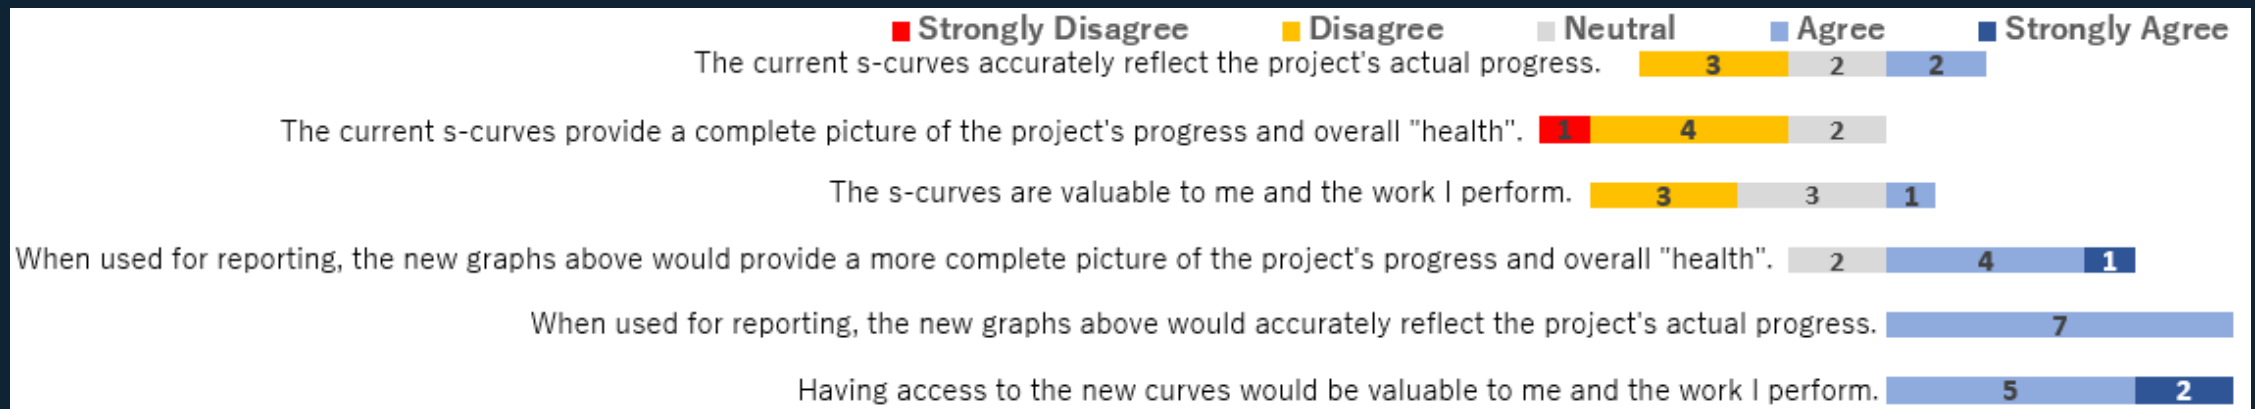 Strongly Disagree Disagree Neutral Agree Strongly Agree
The current s-curves accurately reflect the project's actual progress. 3 2 2
The current s-curves provide a complete picture of the project's progress and overall "health". 1 4 2
The s-curves are valuable to me and the work I perform. 3 3 1
When used for reporting, the new graphs above would provide a more complete picture of the project's progress and overall "health". 2 4 1
When used for reporting, the new graphs above would accurately reflect the project's actual progress. 7
Having access to the new curves would be valuable to me and the work I perform. 5 2